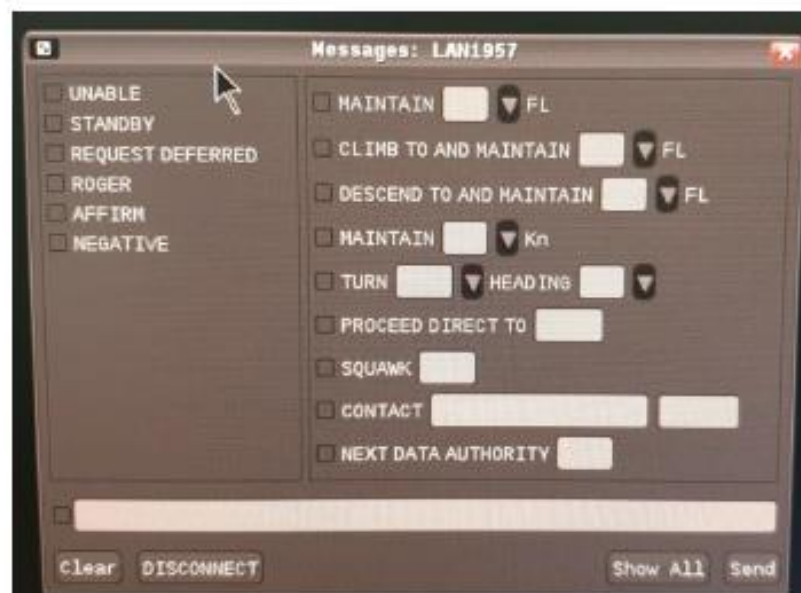 Messages: LAN1957
UNABLE
STANDBY
REQUEST DEFERRED
ROGER
AFFIRM
NEGATIVE
MAINTAIN FL
CLIMB TO AND MAINTAIN FL
DESCEND TO AND MAINTAIN FL
MAINTAIN Kn
TURN HEADING
PROCEED DIRECT TO
SQUAWK
CONTACT
NEXT DATA AUTHORITY
Clear DISCONNECT Show All Send